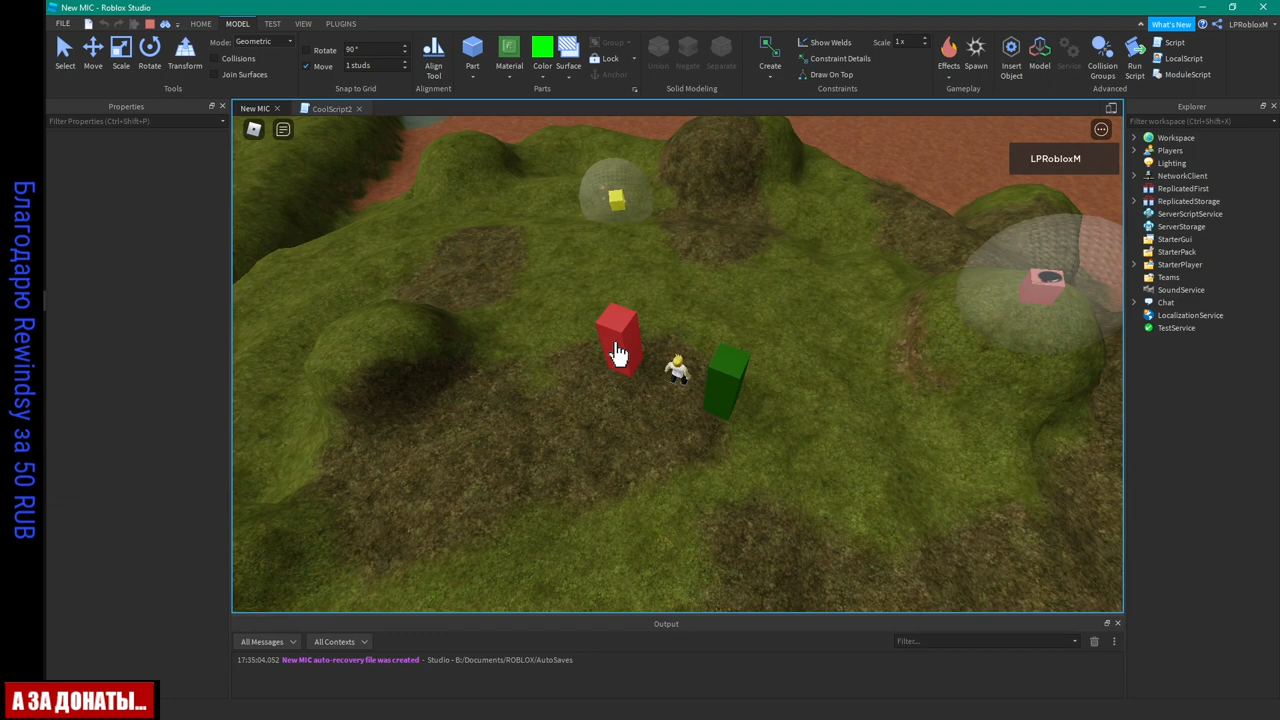 New MIC - Roblox Studio
FILE
HOME
MODEL
TEST
VIEW
PLUGINS
What's New
LPRobloxM
Select
Move
Scale
Rotate
Transform
Mode: Geometric
Collisions
Join Surfaces
Tools
Rotate 90°
Move 1 studs
Snap to Grid
Align Tool
Alignment
Part
Material
Color
Surface
Group
Lock
Anchor
Parts
Union
Negate
Separate
Solid Modeling
Create
Show Welds
Scale 1 x
Constraint Details
Draw On Top
Constraints
Effects
Spawn
Gameplay
Insert Object
Model
Service
Collision Groups
Run Script
Script
LocalScript
ModuleScript
Advanced
Properties
Filter Properties (Ctrl+Shift+P)
New MIC
CoolScript2
LPRobloxM
Explorer
Filter workspace (Ctrl+Shift+X)
Workspace
Players
Lighting
NetworkClient
ReplicatedFirst
ReplicatedStorage
ServerScriptService
ServerStorage
StarterGui
StarterPack
StarterPlayer
Teams
SoundService
Chat
LocalizationService
TestService
Output
All Messages
All Contexts
Filter...
17:35:04.052 New MIC auto-recovery file was created - Studio - B:/Documents/ROBLOX/AutoSaves
Благодарю Rewindsy за 50 RUB
А ЗА ДОНАТЫ...